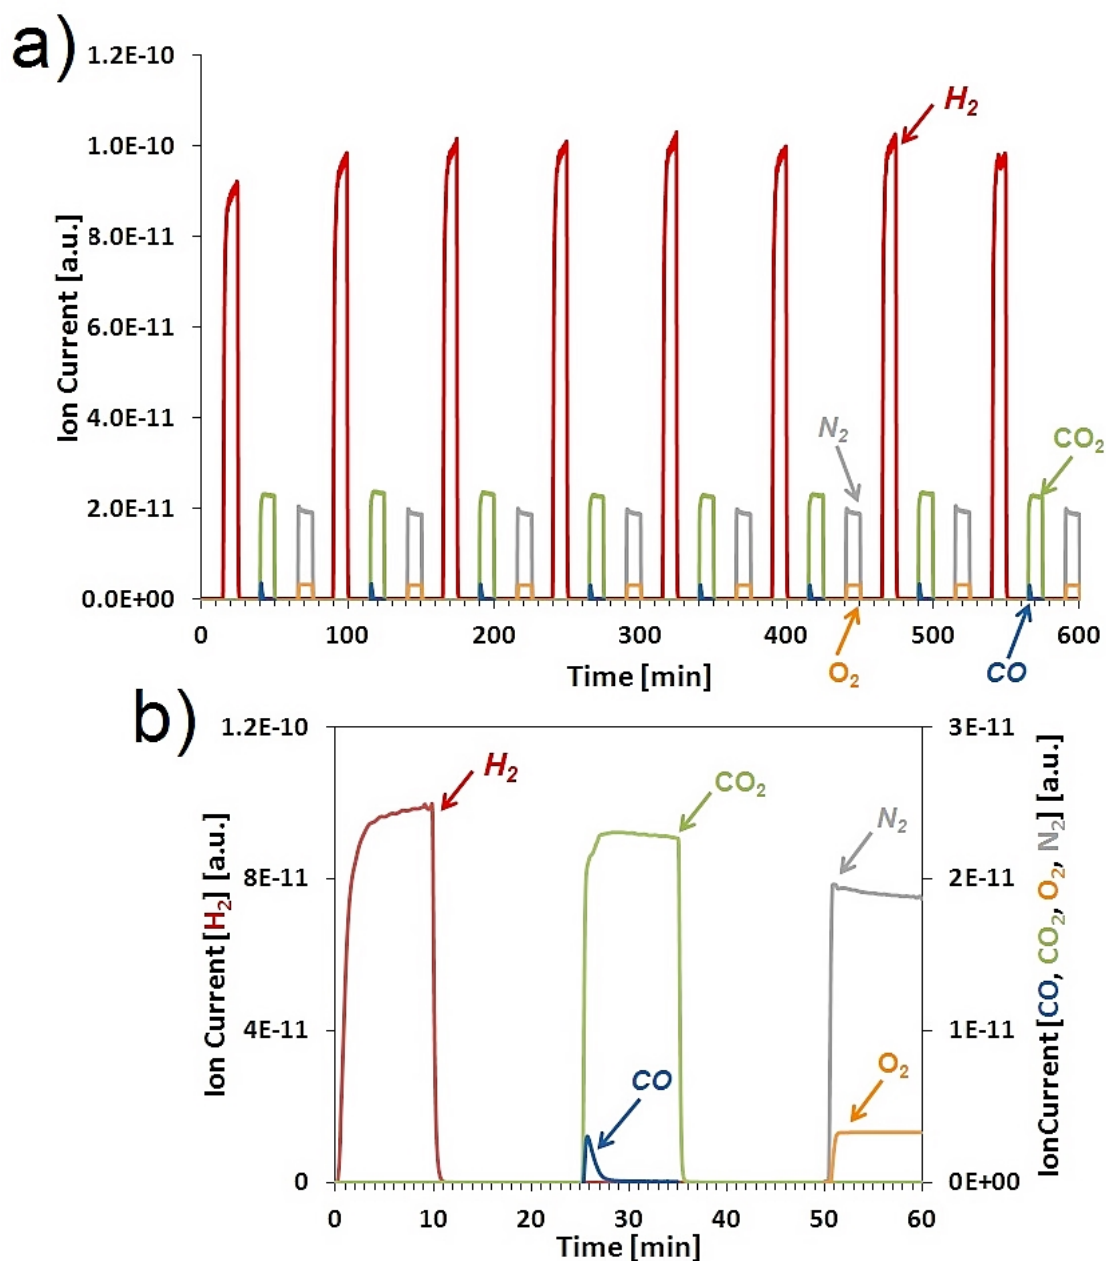 a)
1.2E-10
1.0E-10
8.0E-11
6.0E-11
4.0E-11
2.0E-11
0.0E+00
Ion Current [a.u.]
H2
N2
CO2
0 100 200 300 400 500 600
O2
CO
Time [min]
b)
1.2E-10
8E-11
4E-11
0
Ion Current [H2] [a.u.]
H2
CO2
N2
CO
O2
3E-11
2E-11
1E-11
0E+00
IonCurrent[CO, CO2, O2, N2] [a.u.]
0 10 20 30 40 50 60
Time [min]